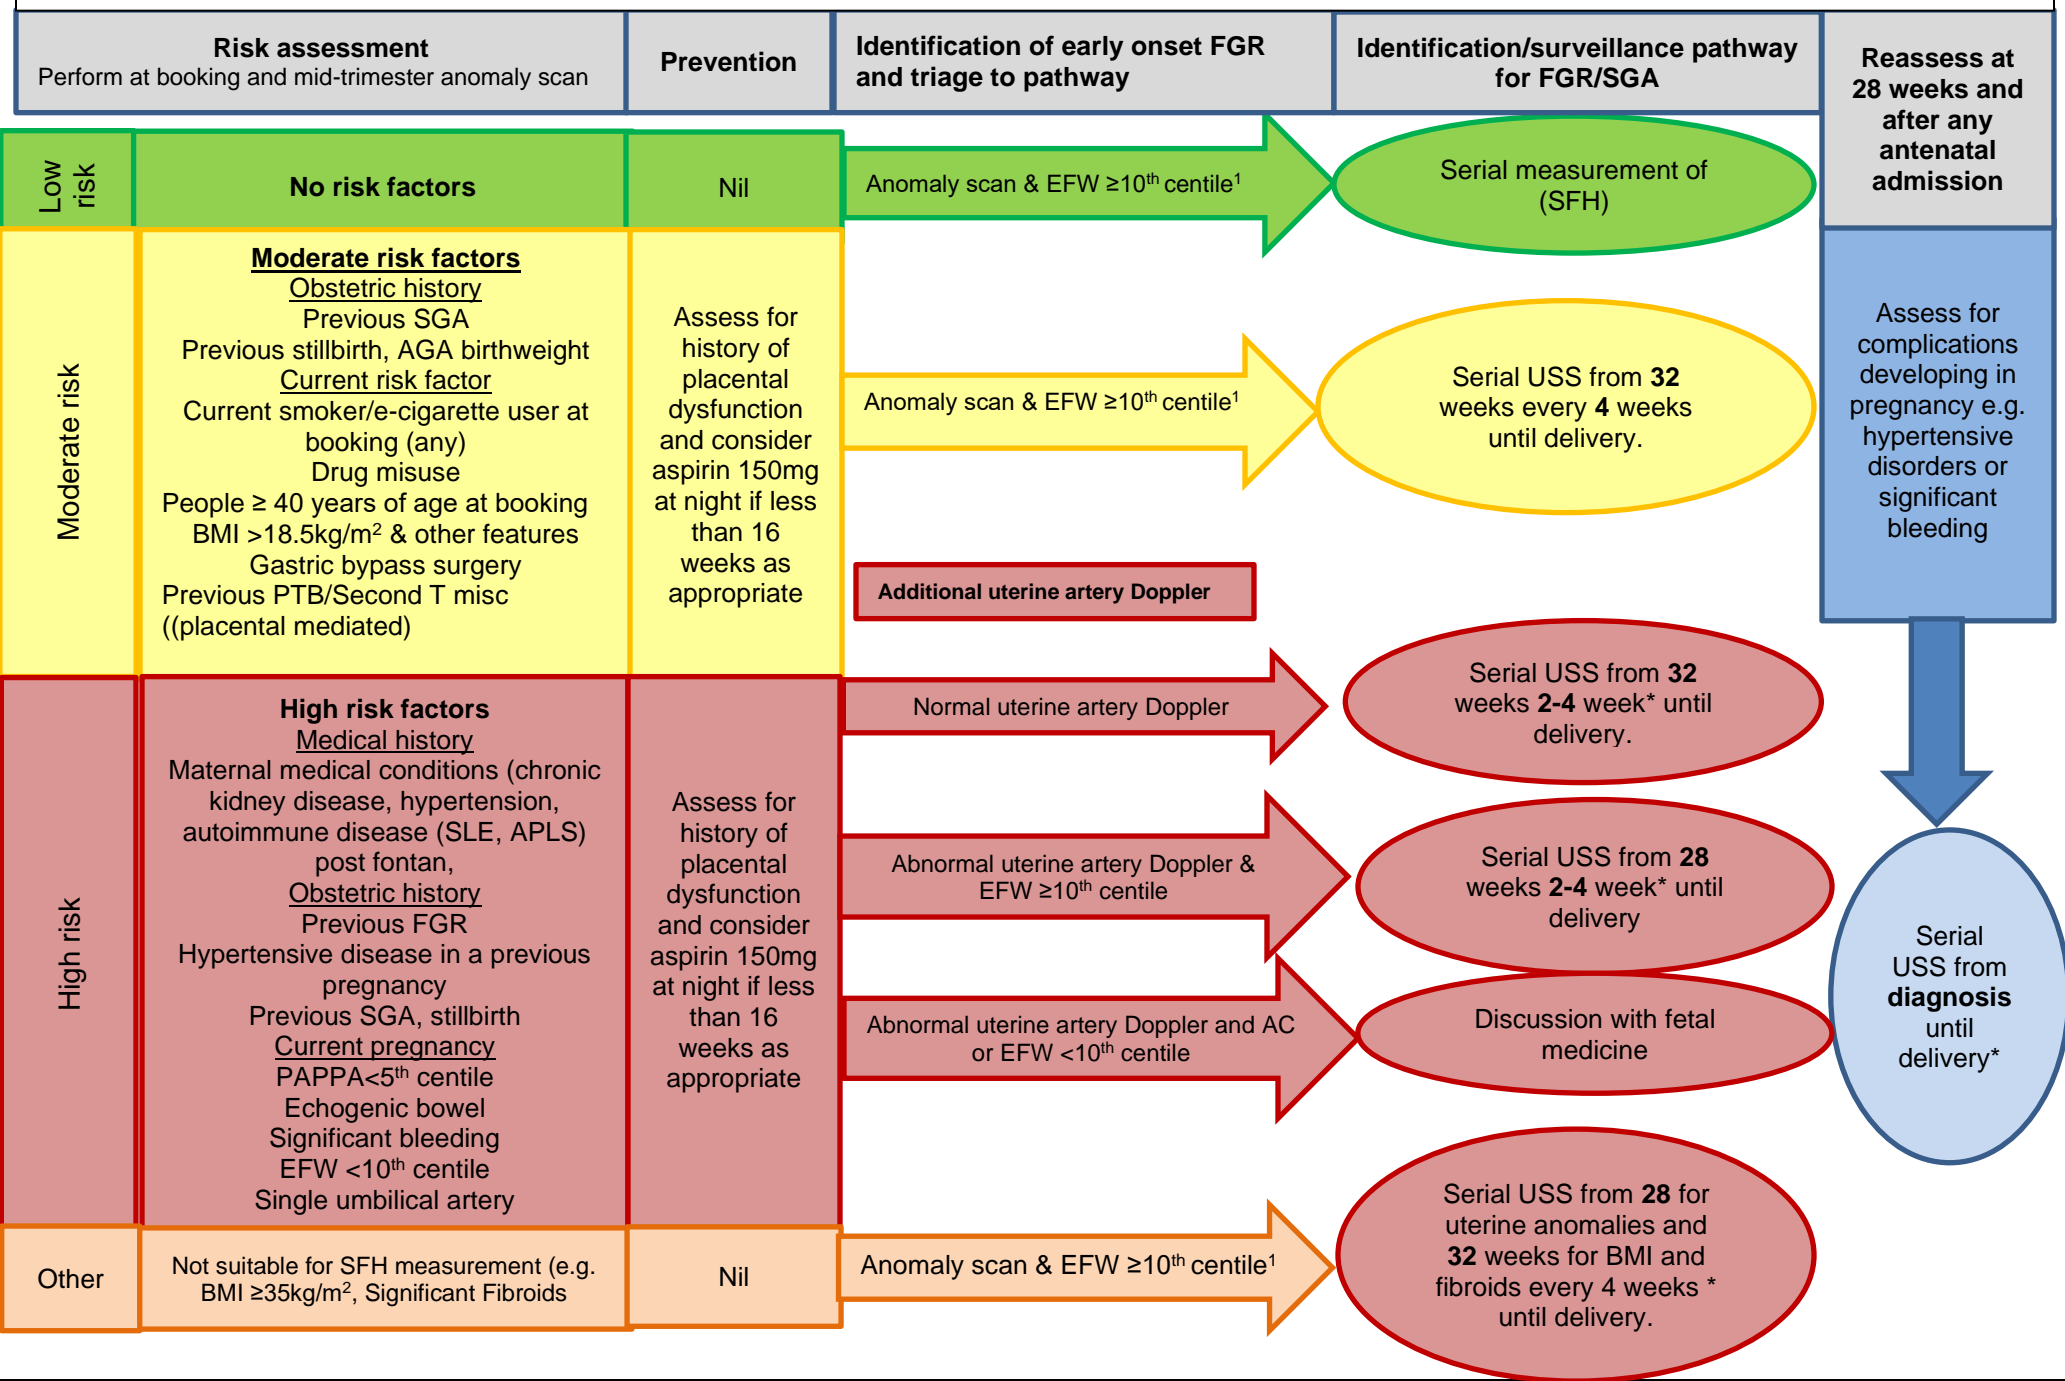 Risk assessment
Perform at booking and mid-trimester anomaly scan
Prevention
Identification of early onset FGR
and triage to pathway
Identification/surveillance pathway
for FGR/SGA
Reassess at
28 weeks and
after any
antenatal
admission
Low
risk
No risk factors
Nil
Anomaly scan & EFW ≥10th centile1
Serial measurement of
(SFH)
Moderate risk
Moderate risk factors
Obstetric history
Previous SGA
Previous stillbirth, AGA birthweight
Current risk factor
Current smoker/e-cigarette user at
booking (any)
Drug misuse
People ≥ 40 years of age at booking
BMI >18.5kg/m2 & other features
Gastric bypass surgery
Previous PTB/Second T misc
((placental mediated)
Assess for
history of
placental
dysfunction
and consider
aspirin 150mg
at night if less
than 16
weeks as
appropriate
Anomaly scan & EFW ≥10th centile1
Serial USS from 32
weeks every 4 weeks
until delivery.
Assess for
complications
developing in
pregnancy e.g.
hypertensive
disorders or
significant
bleeding
Additional uterine artery Doppler
High risk
High risk factors
Medical history
Maternal medical conditions (chronic
kidney disease, hypertension,
autoimmune disease (SLE, APLS)
post fontan,
Obstetric history
Previous FGR
Hypertensive disease in a previous
pregnancy
Previous SGA, stillbirth
Current pregnancy
PAPPA<5th centile
Echogenic bowel
Significant bleeding
EFW <10th centile
Single umbilical artery
Assess for
history of
placental
dysfunction
and consider
aspirin 150mg
at night if less
than 16
weeks as
appropriate
Normal uterine artery Doppler
Serial USS from 32
weeks 2-4 week* until
delivery.
Abnormal uterine artery Doppler &
EFW ≥10th centile
Serial USS from 28
weeks 2-4 week* until
delivery
Abnormal uterine artery Doppler and AC
or EFW <10th centile
Discussion with fetal
medicine
Serial
USS from
diagnosis
until
delivery*
Other
Not suitable for SFH measurement (e.g.
BMI ≥35kg/m2, Significant Fibroids
Nil
Anomaly scan & EFW ≥10th centile1
Serial USS from 28 for
uterine anomalies and
32 weeks for BMI and
fibroids every 4 weeks *
until delivery.